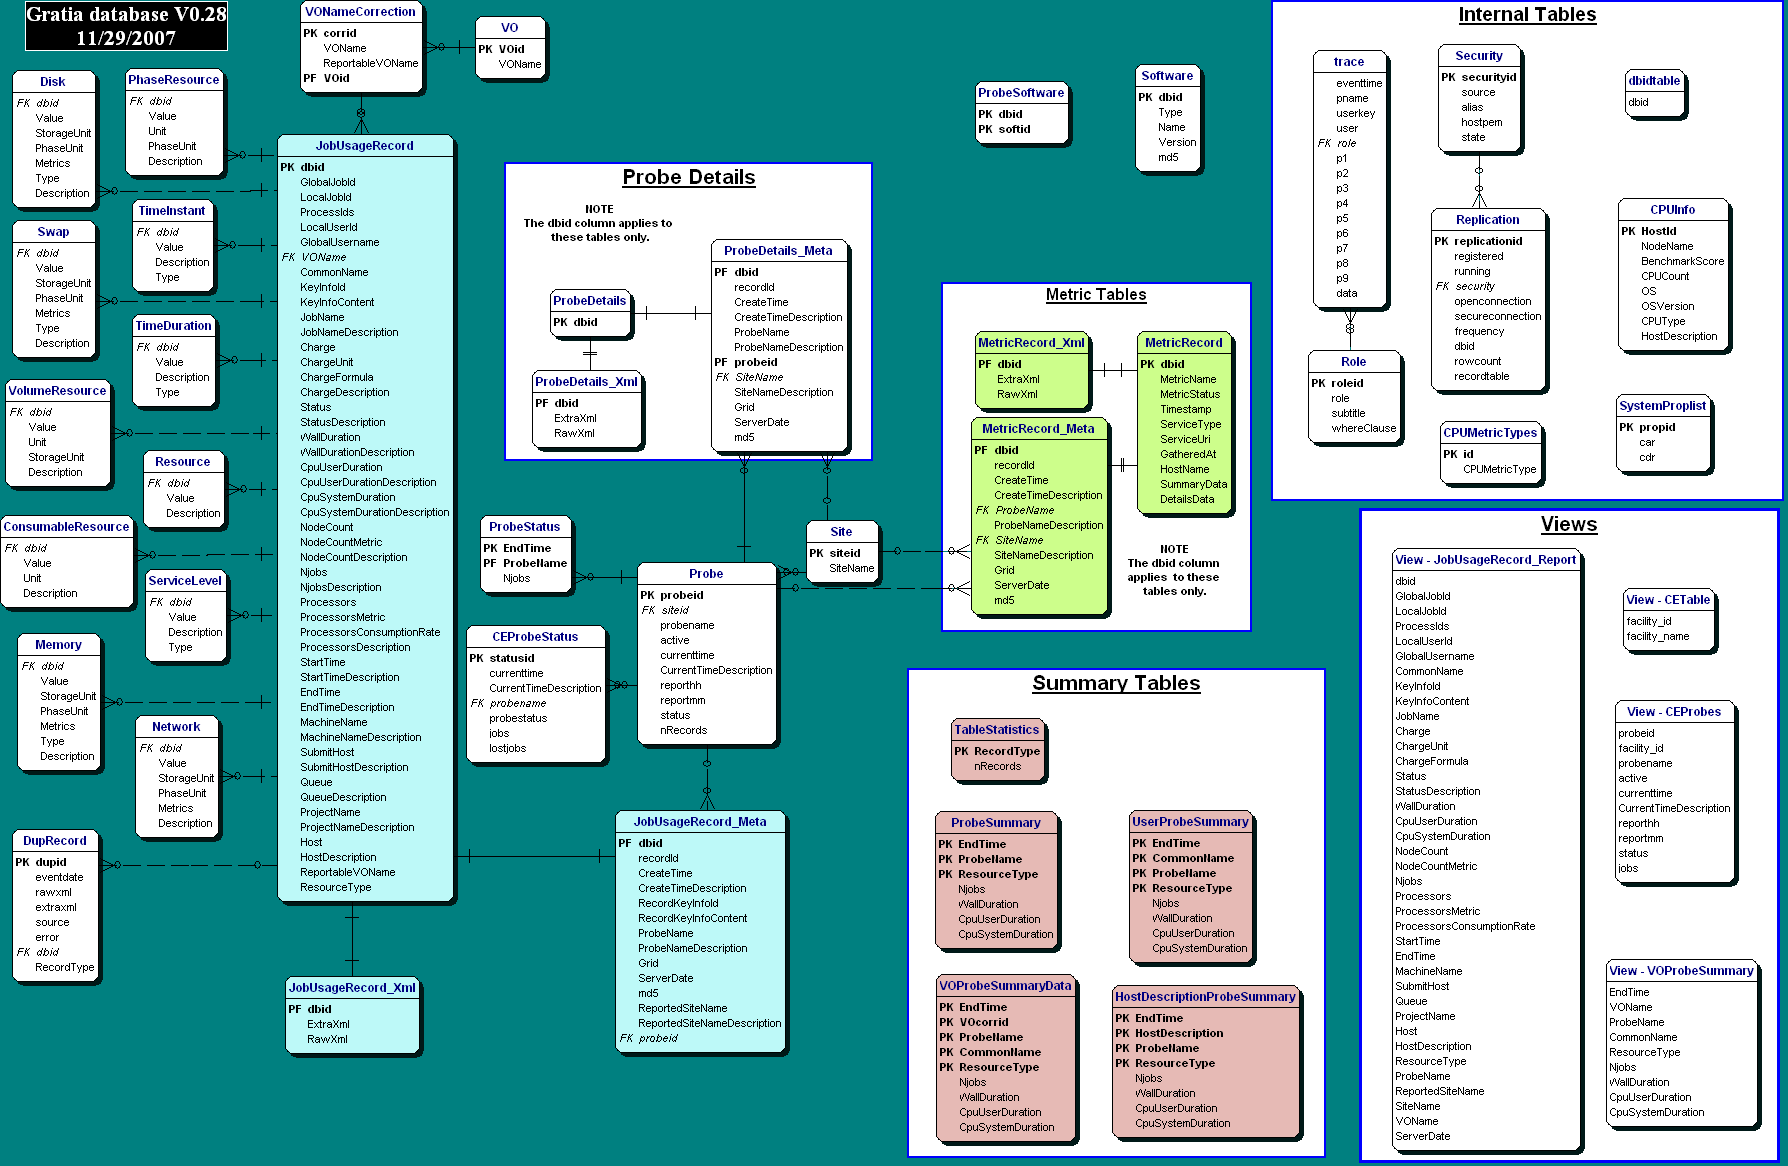 Gratia database V0.28
11/29/2007
VONameCorrection
PK corrid
VOName
ReportableVOName
PF VOid
VO
PK VOid
VOName
Disk
FK dbid
Value
StorageUnit
PhaseUnit
Metrics
Type
Description
PhaseResource
FK dbid
Value
Unit
PhaseUnit
Description
TimeInstant
FK dbid
Value
Description
Type
Swap
FK dbid
Value
StorageUnit
PhaseUnit
Metrics
Type
Description
TimeDuration
FK dbid
Value
Description
Type
VolumeResource
FK dbid
Value
Unit
StorageUnit
Description
Resource
FK dbid
Value
Description
ConsumableResource
FK dbid
Value
Unit
Description
ServiceLevel
FK dbid
Value
Description
Type
Memory
FK dbid
Value
StorageUnit
PhaseUnit
Metrics
Type
Description
Network
FK dbid
Value
StorageUnit
PhaseUnit
Metrics
Description
DupRecord
PK dupid
eventdate
rawxml
extraxml
source
error
FK dbid
RecordType
JobUsageRecord
PK dbid
GlobalJobId
LocalJobId
ProcessIds
LocalUserId
GlobalUsername
FK VOName
CommonName
KeyInfoId
KeyInfoContent
JobName
JobNameDescription
Charge
ChargeUnit
ChargeFormula
ChargeDescription
Status
StatusDescription
WallDuration
WallDurationDescription
CpuUserDuration
CpuUserDurationDescription
CpuSystemDuration
CpuSystemDurationDescription
NodeCount
NodeCountMetric
NodeCountDescription
Njobs
NjobsDescription
Processors
ProcessorsMetric
ProcessorsConsumptionRate
ProcessorsDescription
StartTime
StartTimeDescription
EndTime
EndTimeDescription
MachineName
MachineNameDescription
SubmitHost
SubmitHostDescription
Queue
QueueDescription
ProjectName
ProjectNameDescription
Host
HostDescription
ReportableVOName
ResourceType
JobUsageRecord_Xml
PF dbid
ExtraXml
RawXml
Probe Details
NOTE
The dbid column applies to
these tables only.
ProbeDetails
PK dbid
ProbeDetails_Xml
PF dbid
ExtraXml
RawXml
ProbeDetails_Meta
PF dbid
recordId
CreateTime
CreateTimeDescription
ProbeName
ProbeNameDescription
PF probeid
FK SiteName
SiteNameDescription
Grid
ServerDate
md5
ProbeStatus
PK EndTime
PF ProbeName
Njobs
CEProbeStatus
PK statusid
currenttime
CurrentTimeDescription
FK probename
probestatus
jobs
lostjobs
Probe
PK probeid
FK siteid
probename
active
currenttime
CurrentTimeDescription
reporthh
reportmm
status
nRecords
Site
PK siteid
SiteName
JobUsageRecord_Meta
PF dbid
recordId
CreateTime
CreateTimeDescription
RecordKeyInfoId
RecordKeyInfoContent
ProbeName
ProbeNameDescription
Grid
ServerDate
md5
ReportedSiteName
ReportedSiteNameDescription
FK probeid
ProbeSoftware
PK dbid
PK softid
Software
PK dbid
Type
Name
Version
md5
Metric Tables
MetricRecord_Xml
PF dbid
ExtraXml
RawXml
MetricRecord
PK dbid
MetricName
MetricStatus
Timestamp
ServiceType
ServiceUri
GatheredAt
HostName
SummaryData
DetailsData
MetricRecord_Meta
PF dbid
recordId
CreateTime
CreateTimeDescription
FK ProbeName
ProbeNameDescription
FK SiteName
SiteNameDescription
Grid
ServerDate
md5
NOTE
The dbid column
applies to these
tables only.
Summary Tables
TableStatistics
PK RecordType
nRecords
ProbeSummary
PK EndTime
PK ProbeName
PK ResourceType
Njobs
WallDuration
CpuUserDuration
CpuSystemDuration
UserProbeSummary
PK EndTime
PK CommonName
PK ProbeName
PK ResourceType
Njobs
WallDuration
CpuUserDuration
CpuSystemDuration
VOProbeSummaryData
PK EndTime
PK VOcorrid
PK ProbeName
PK CommonName
PK ResourceType
Njobs
WallDuration
CpuUserDuration
CpuSystemDuration
HostDescriptionProbeSummary
PK EndTime
PK HostDescription
PK ProbeName
PK ResourceType
Njobs
WallDuration
CpuUserDuration
CpuSystemDuration
Internal Tables
trace
eventtime
pname
userkey
user
FK role
p1
p2
p3
p4
p5
p6
p7
p8
p9
data
Role
PK roleid
role
subtitle
whereClause
Security
PK securityid
source
alias
hostpem
state
Replication
PK replicationid
registered
running
FK security
openconnection
secureconnection
frequency
dbid
rowcount
recordtable
CPUMetricTypes
PK id
CPUMetricType
dbidtable
dbid
CPUInfo
PK HostId
NodeName
BenchmarkScore
CPUCount
OS
OSVersion
CPUType
HostDescription
SystemProplist
PK propid
car
cdr
Views
View - JobUsageRecord_Report
dbid
GlobalJobId
LocalJobId
ProcessIds
LocalUserId
GlobalUsername
CommonName
KeyInfoId
KeyInfoContent
JobName
Charge
ChargeUnit
ChargeFormula
Status
StatusDescription
WallDuration
CpuUserDuration
CpuSystemDuration
NodeCount
NodeCountMetric
Njobs
Processors
ProcessorsMetric
ProcessorsConsumptionRate
StartTime
EndTime
MachineName
SubmitHost
Queue
ProjectName
Host
HostDescription
ResourceType
ProbeName
ReportedSiteName
SiteName
VOName
ServerDate
View - CETable
facility_id
facility_name
View - CEProbes
probeid
facility_id
probename
active
currenttime
CurrentTimeDescription
reporthh
reportmm
status
jobs
View - VOProbeSummary
EndTime
VOName
ProbeName
CommonName
ResourceType
Njobs
WallDuration
CpuUserDuration
CpuSystemDuration